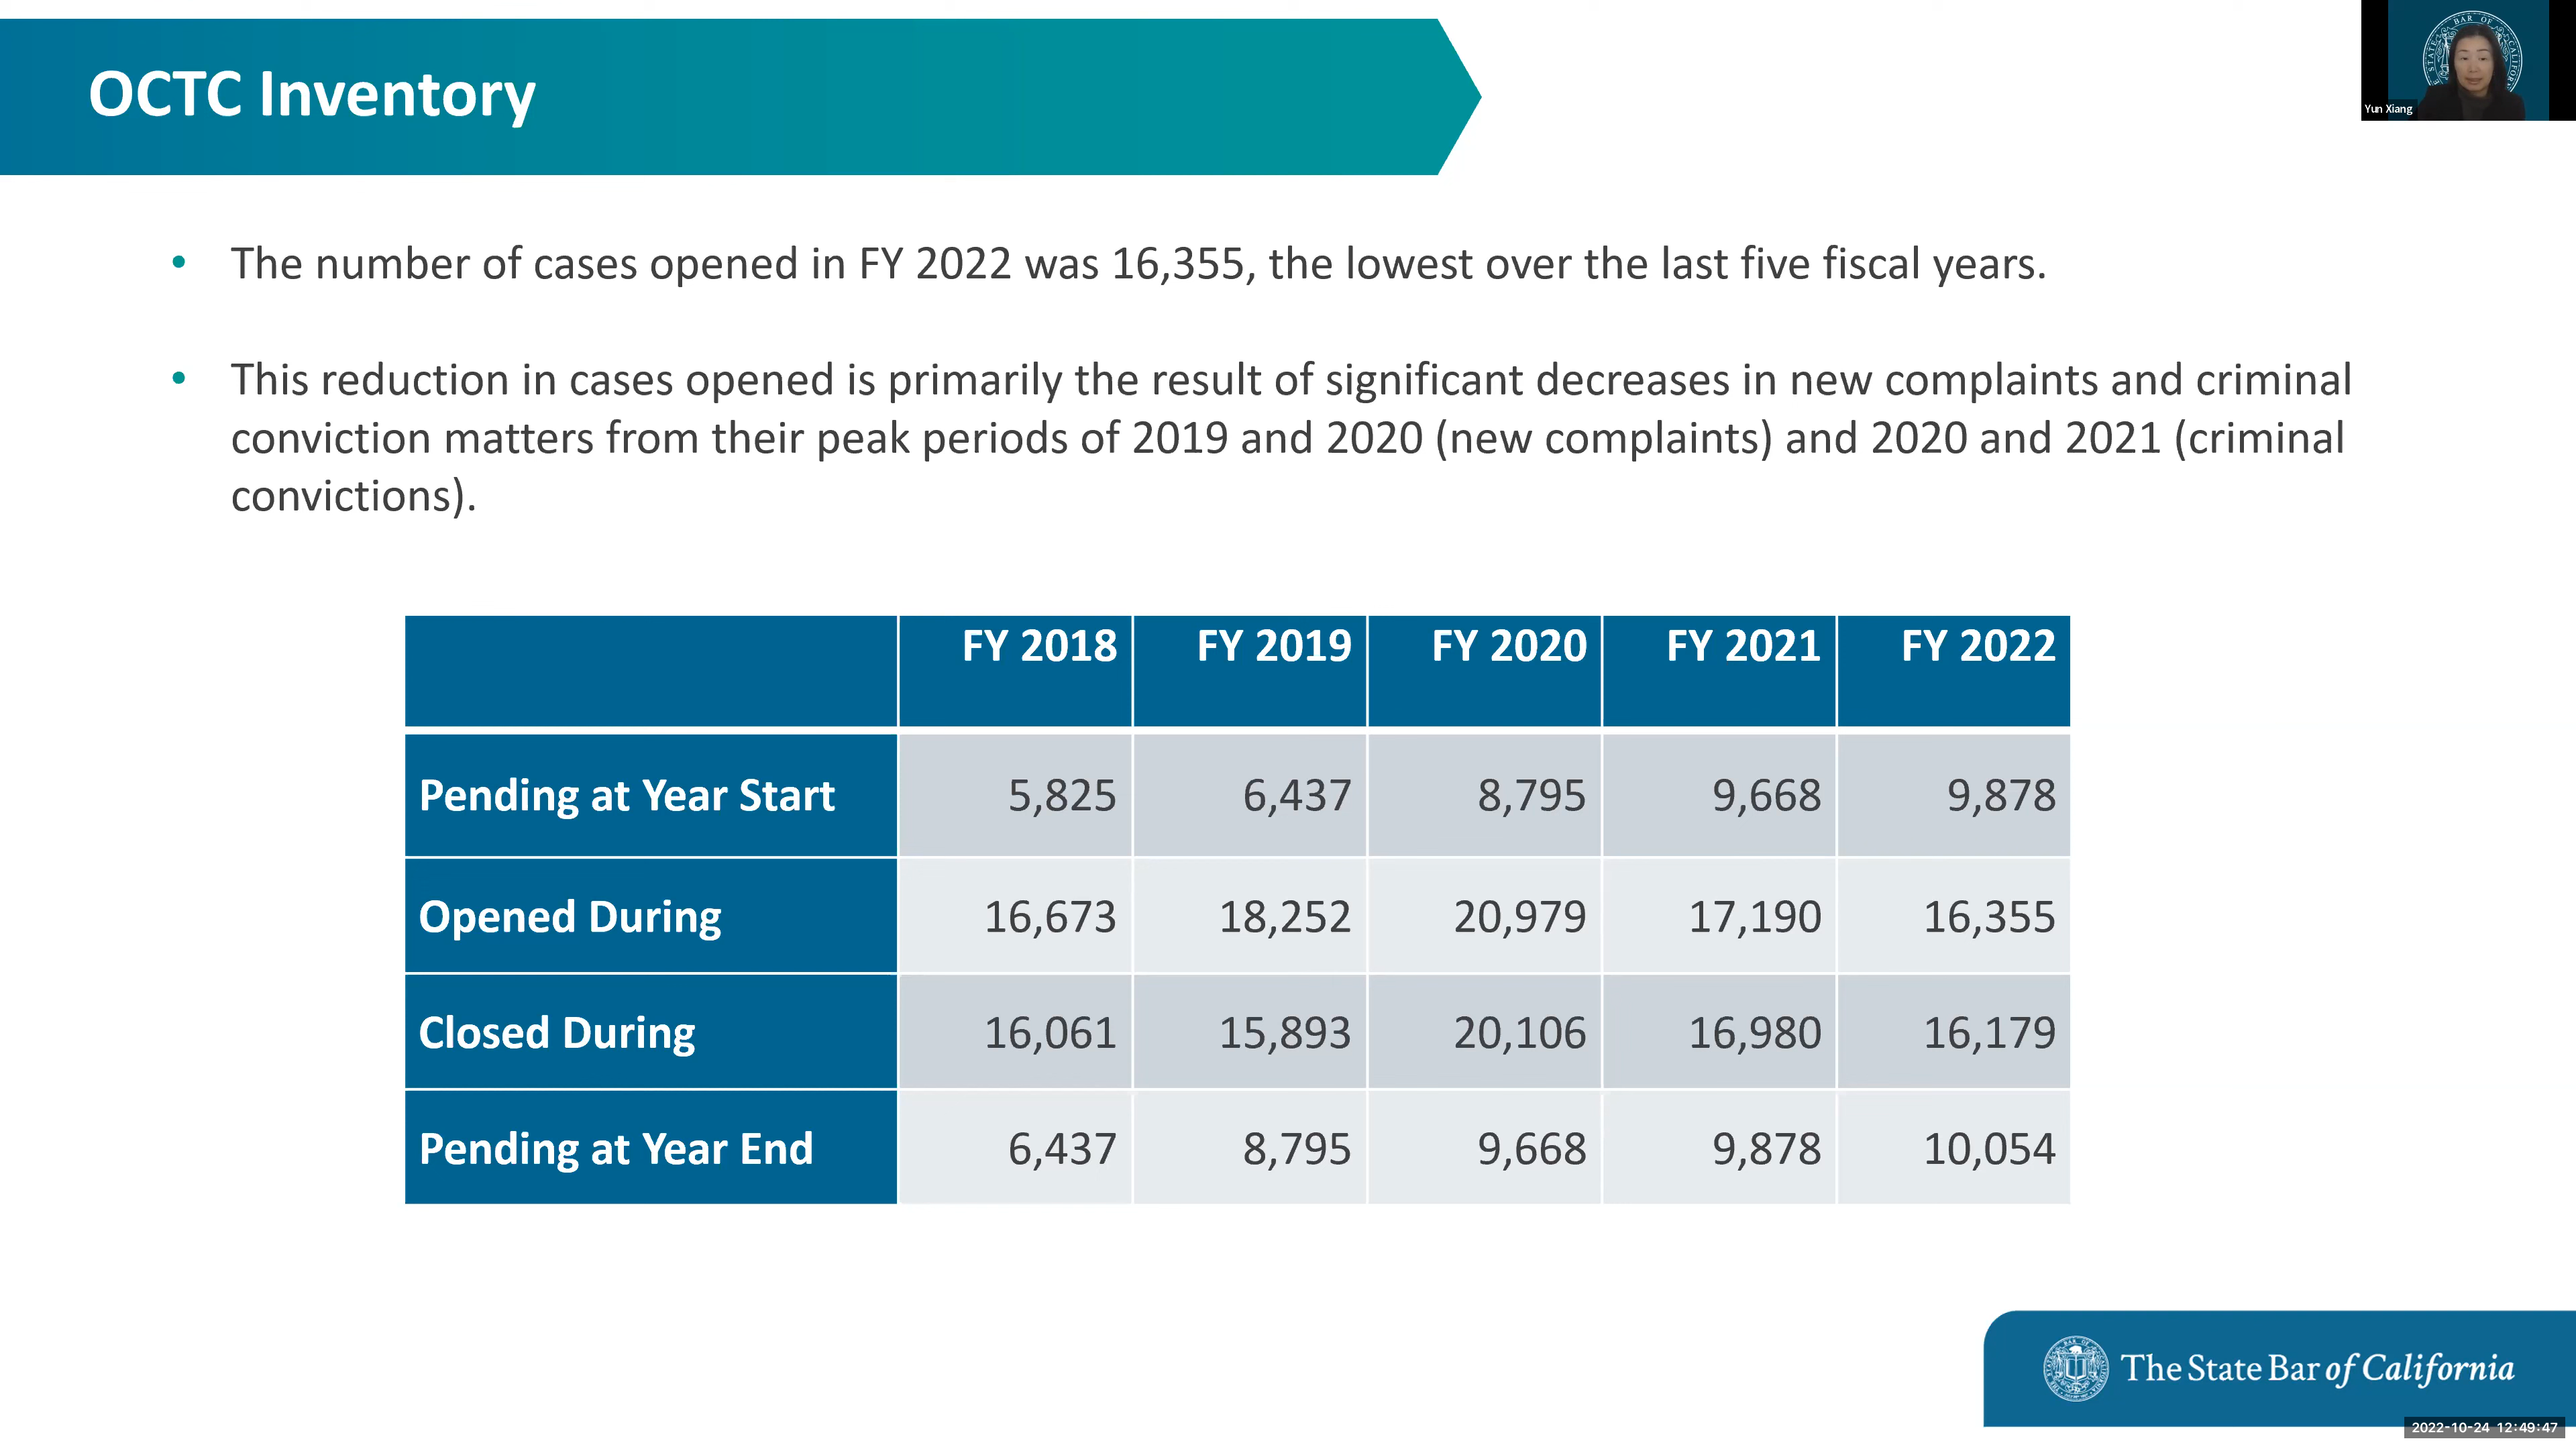 OCTC Inventory
Yun Xiang
• The number of cases opened in FY 2022 was 16,355, the lowest over the last five fiscal years.
• This reduction in cases opened is primarily the result of significant decreases in new complaints and criminal
conviction matters from their peak periods of 2019 and 2020 (new complaints) and 2020 and 2021 (criminal
convictions).
FY 2018 FY 2019 FY 2020 FY 2021 FY 2022
Pending at Year Start 5,825 6,437 8,795 9,668 9,878
Opened During 16,673 18,252 20,979 17,190 16,355
Closed During 16,061 15,893 20,106 16,980 16,179
Pending at Year End 6,437 8,795 9,668 9,878 10,054
The State Bar of California
2022-10-24 12:49:47